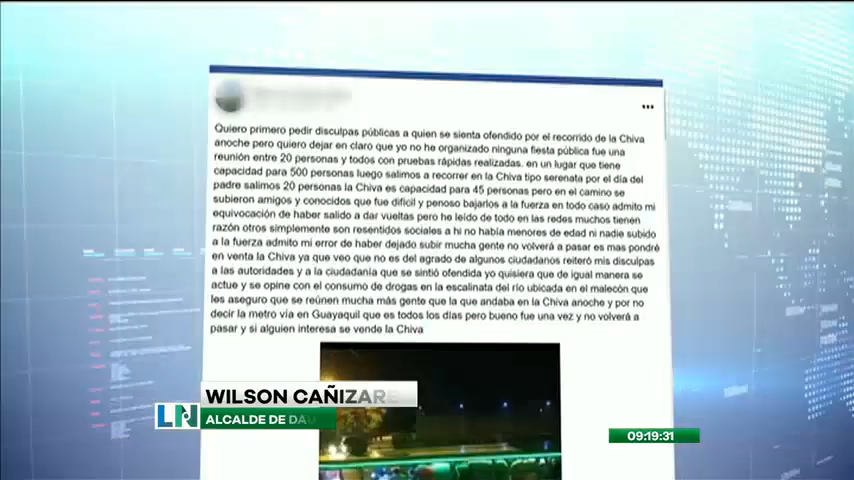 Quiero primero pedir disculpas públicas a quien se sienta ofendido por el recorrido de la Chiva
anoche pero quiero dejar en claro que yo no he organizado ninguna fiesta pública fue una
reunión entre 20 personas y todos con pruebas rápidas realizadas. en un lugar que tiene
capacidad para 500 personas luego salimos a recorrer en la Chiva tipo serenata por el día del
padre salimos 20 personas la Chiva es capacidad para 45 personas pero en el camino se
subieron amigos y conocidos que fue difícil y penoso bajarlos a la fuerza en todo caso admito mi
equivocación de haber salido a dar vueltas pero he leído de todo en las redes muchos tienen
razón otros simplemente son resentidos sociales a hi no había menores de edad ni nadie subido
a la fuerza admito mi error de haber dejado subir mucha gente no volverá a pasar es mas pondré
en venta la Chiva ya que veo que no es del agrado de algunos ciudadanos reiteró mis disculpas
a las autoridades y a la ciudadanía que se sintió ofendida yo quisiera que de igual manera se
actue y se opine con el consumo de drogas en la escalinata del río ubicada en el malecón que
les aseguro que se reúnen mucha más gente que la que andaba en la Chiva anoche y por no
decir la metro vía en Guayaquil que es todos los días pero bueno fue una vez y no volverá a
pasar y si alguien interesa se vende la Chiva
WILSON CAÑIZARE
LN
ALCALDE DE DAU
09:19:31